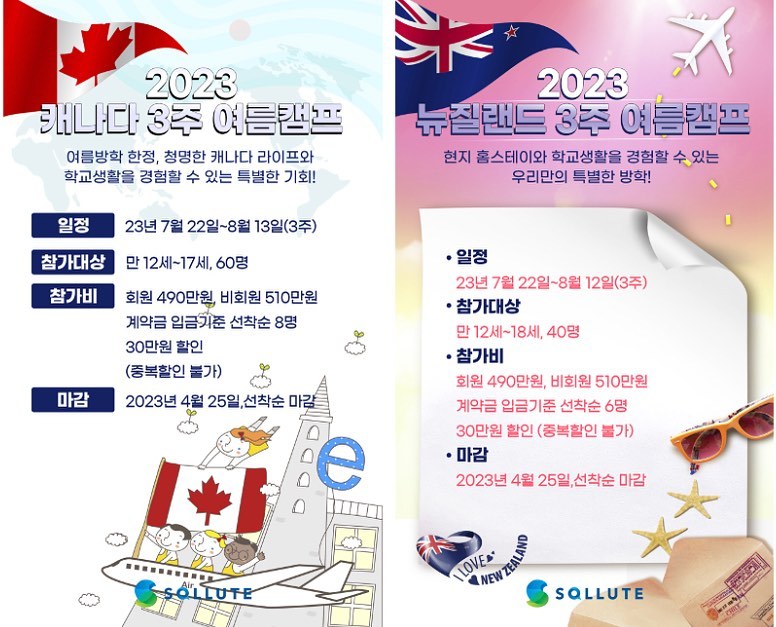 2023
캐나다 3주 여름캠프
여름방학 한정, 청명한 캐나다 라이프와
학교생활을 경험할 수 있는 특별한 기회!
일정 23년 7월 22일~8월 13일(3주)
참가대상 만 12세~17세, 60명
참가비 회원 490만원, 비회원 510만원
계약금 입금기준 선착순 8명
30만원 할인
(중복할인 불가)
마감 2023년 4월 25일,선착순 마감
e
Air
SQLLUTE
2023
뉴질랜드 3주 여름캠프
현지 홈스테이와 학교생활을 경험할 수 있는
우리만의 특별한 방학!
• 일정
23년 7월 22일~8월 12일(3주)
• 참가대상
만 12세~18세, 40명
• 참가비
회원 490만원, 비회원 510만원
계약금 입금기준 선착순 6명
30만원 할인 (중복할인 불가)
• 마감
2023년 4월 25일,선착순 마감
I LOVE
NEW ZEALAND
SQLLUTE